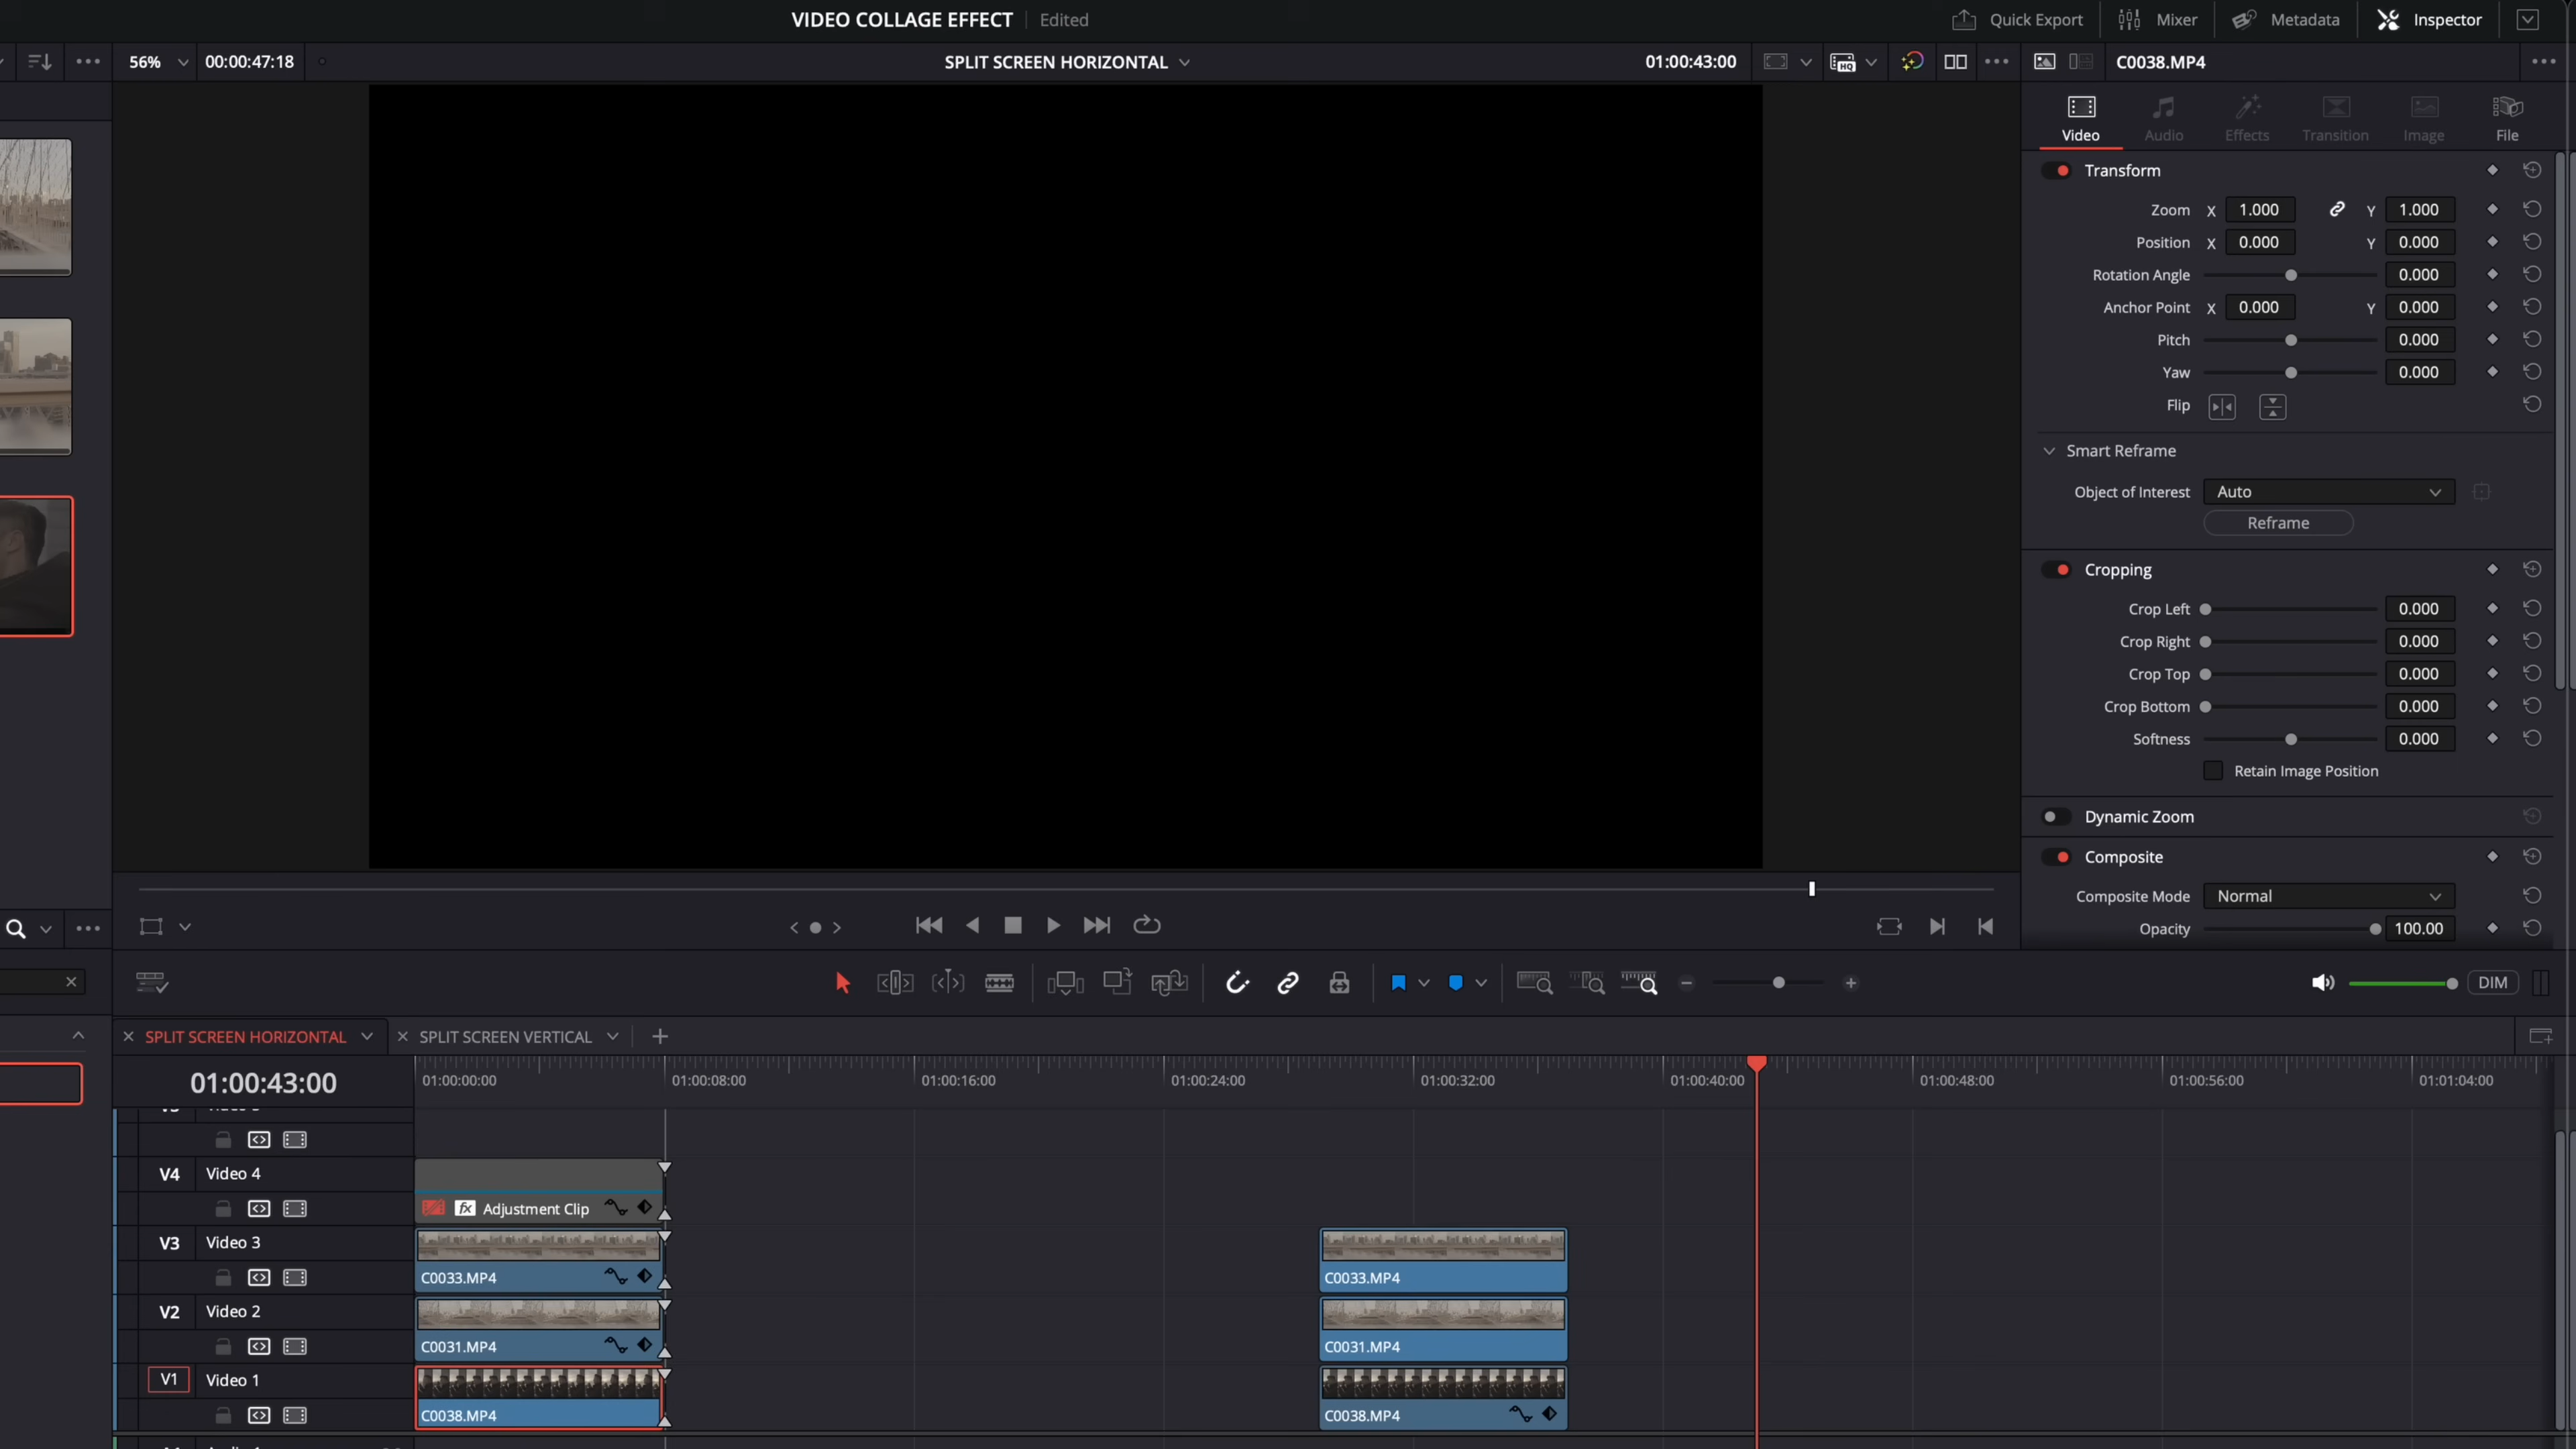 VIDEO COLLAGE EFFECT Edited
Quick Export Mixer Metadata Inspector
56% 00:00:47:18 SPLIT SCREEN HORIZONTAL 01:00:43:00 HQ C0038.MP4
Video Audio Effects Transition Image File
Transform
Zoom X 1.000 Y 1.000
Position X 0.000 Y 0.000
Rotation Angle 0.000
Anchor Point X 0.000 Y 0.000
Pitch 0.000
Yaw 0.000
Flip
Smart Reframe
Object of Interest Auto
Reframe
Cropping
Crop Left 0.000
Crop Right 0.000
Crop Top 0.000
Crop Bottom 0.000
Softness 0.000
Retain Image Position
Dynamic Zoom
Composite
Composite Mode Normal
Opacity 100.00
DIM
SPLIT SCREEN HORIZONTAL SPLIT SCREEN VERTICAL
01:00:43:00 01:00:00:00 01:00:08:00 01:00:16:00 01:00:24:00 01:00:32:00 01:00:40:00 01:00:48:00 01:00:56:00 01:01:04:00
V4 Video 4
fx Adjustment Clip
V3 Video 3
C0033.MP4 C0033.MP4
V2 Video 2
C0031.MP4 C0031.MP4
V1 Video 1
C0038.MP4 C0038.MP4